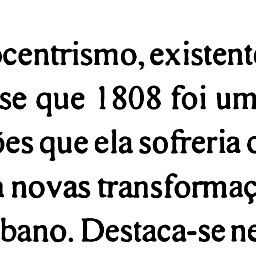 ocentrismo, existente
se que 1808 foi um
ões que ela sofreria
novas transformaç
bano. Destaca-se ne